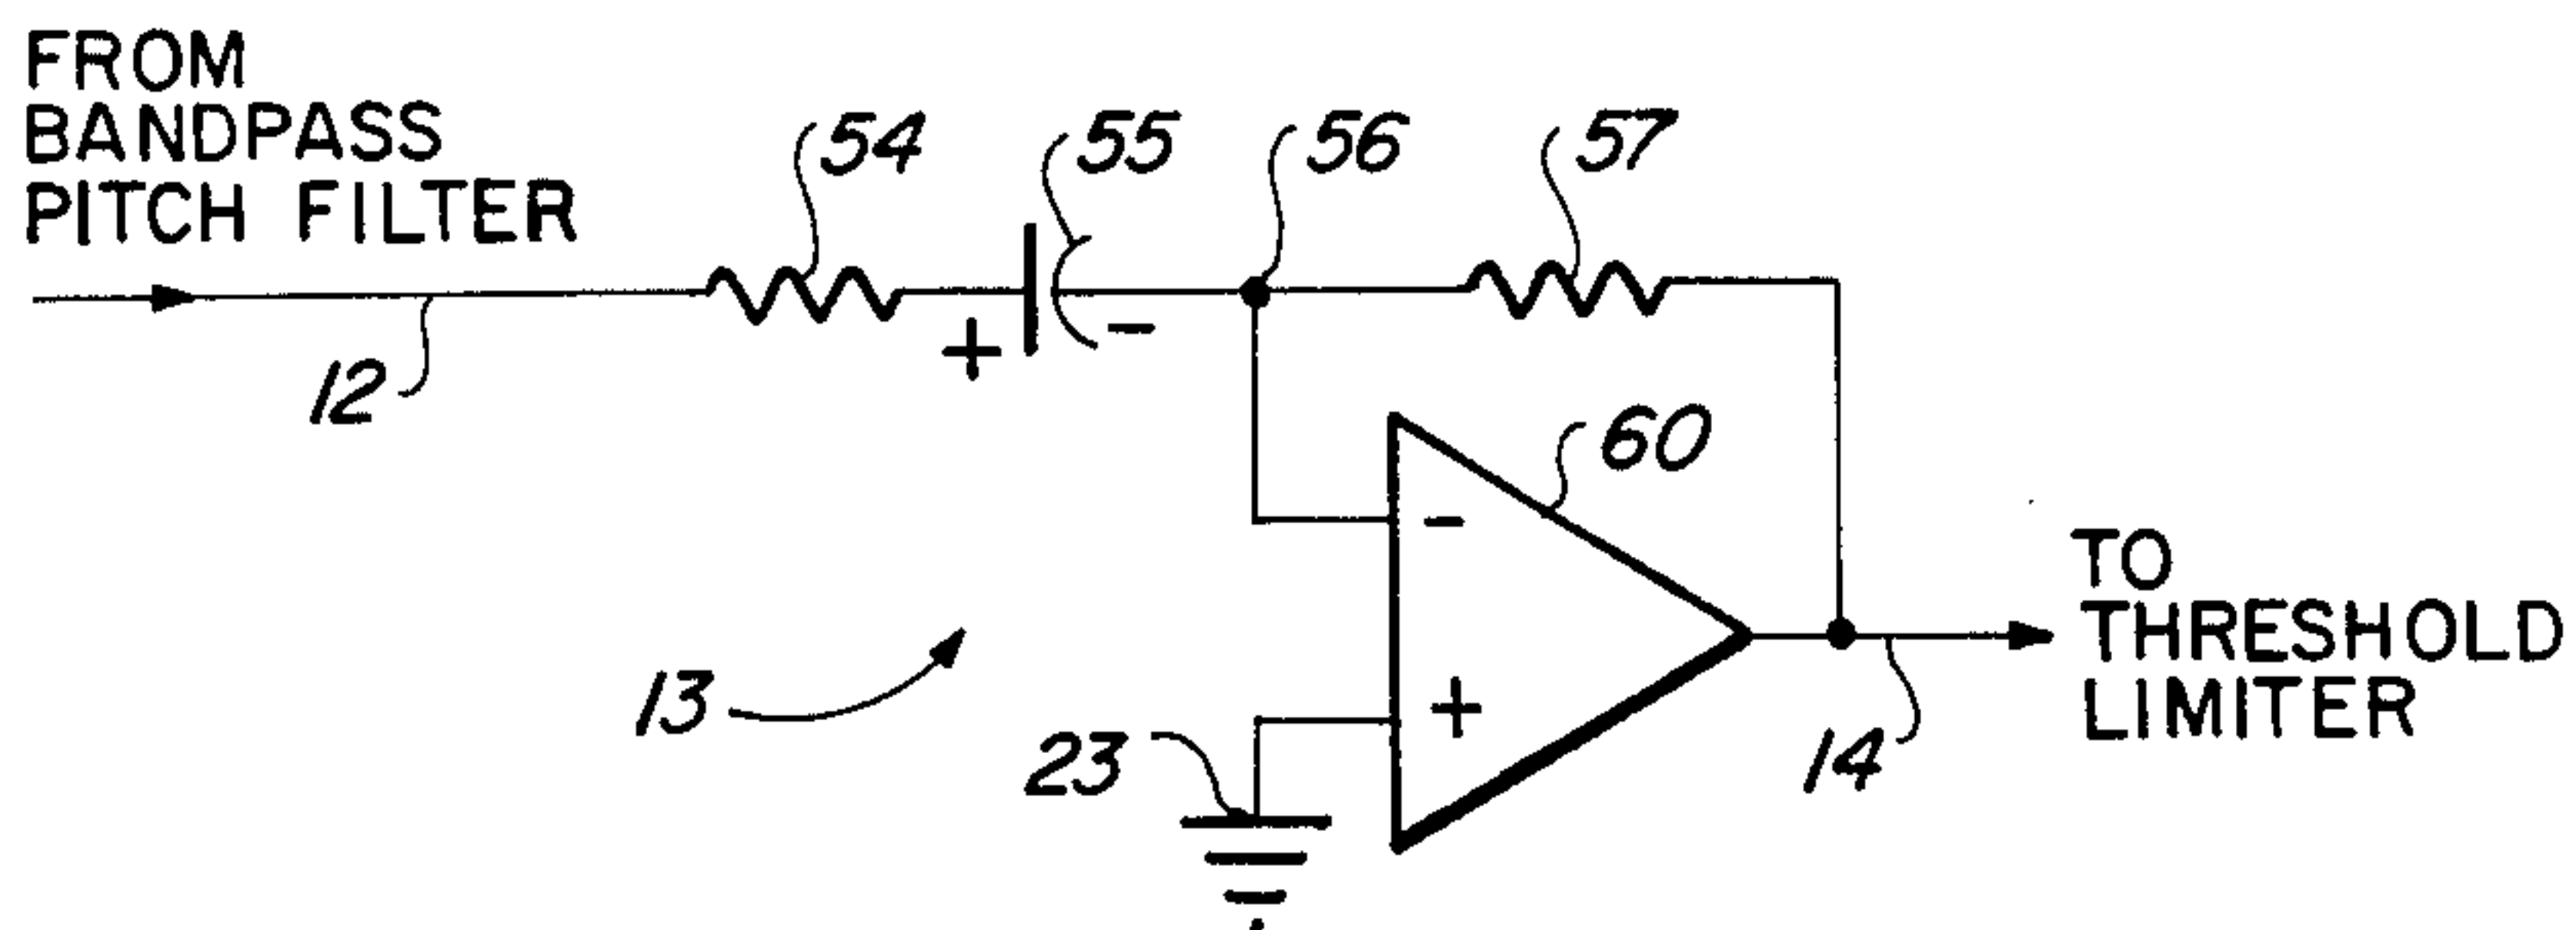 FROM
BANDPASS
PITCH FILTER
54
55
56
57
+
-
12
60
-
+
13
23
14
TO
THRESHOLD
LIMITER